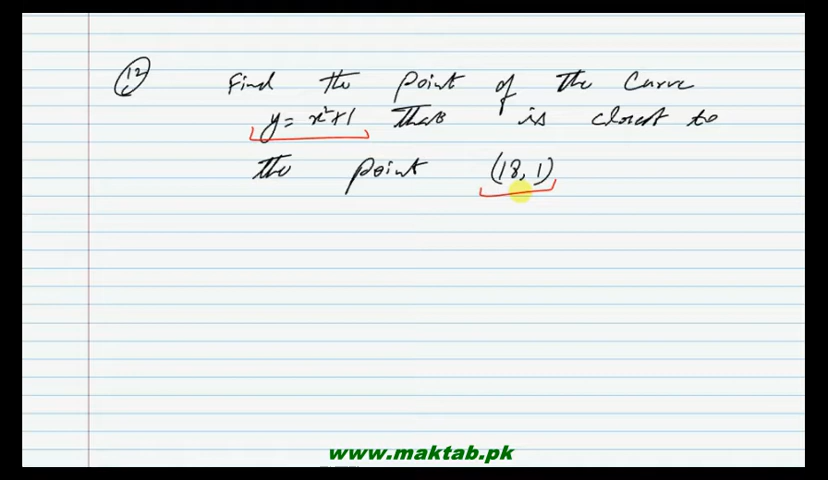 12
Find the point of the curve
y = x²+1 that is closest to
the point (18, 1)
www.maktab.pk